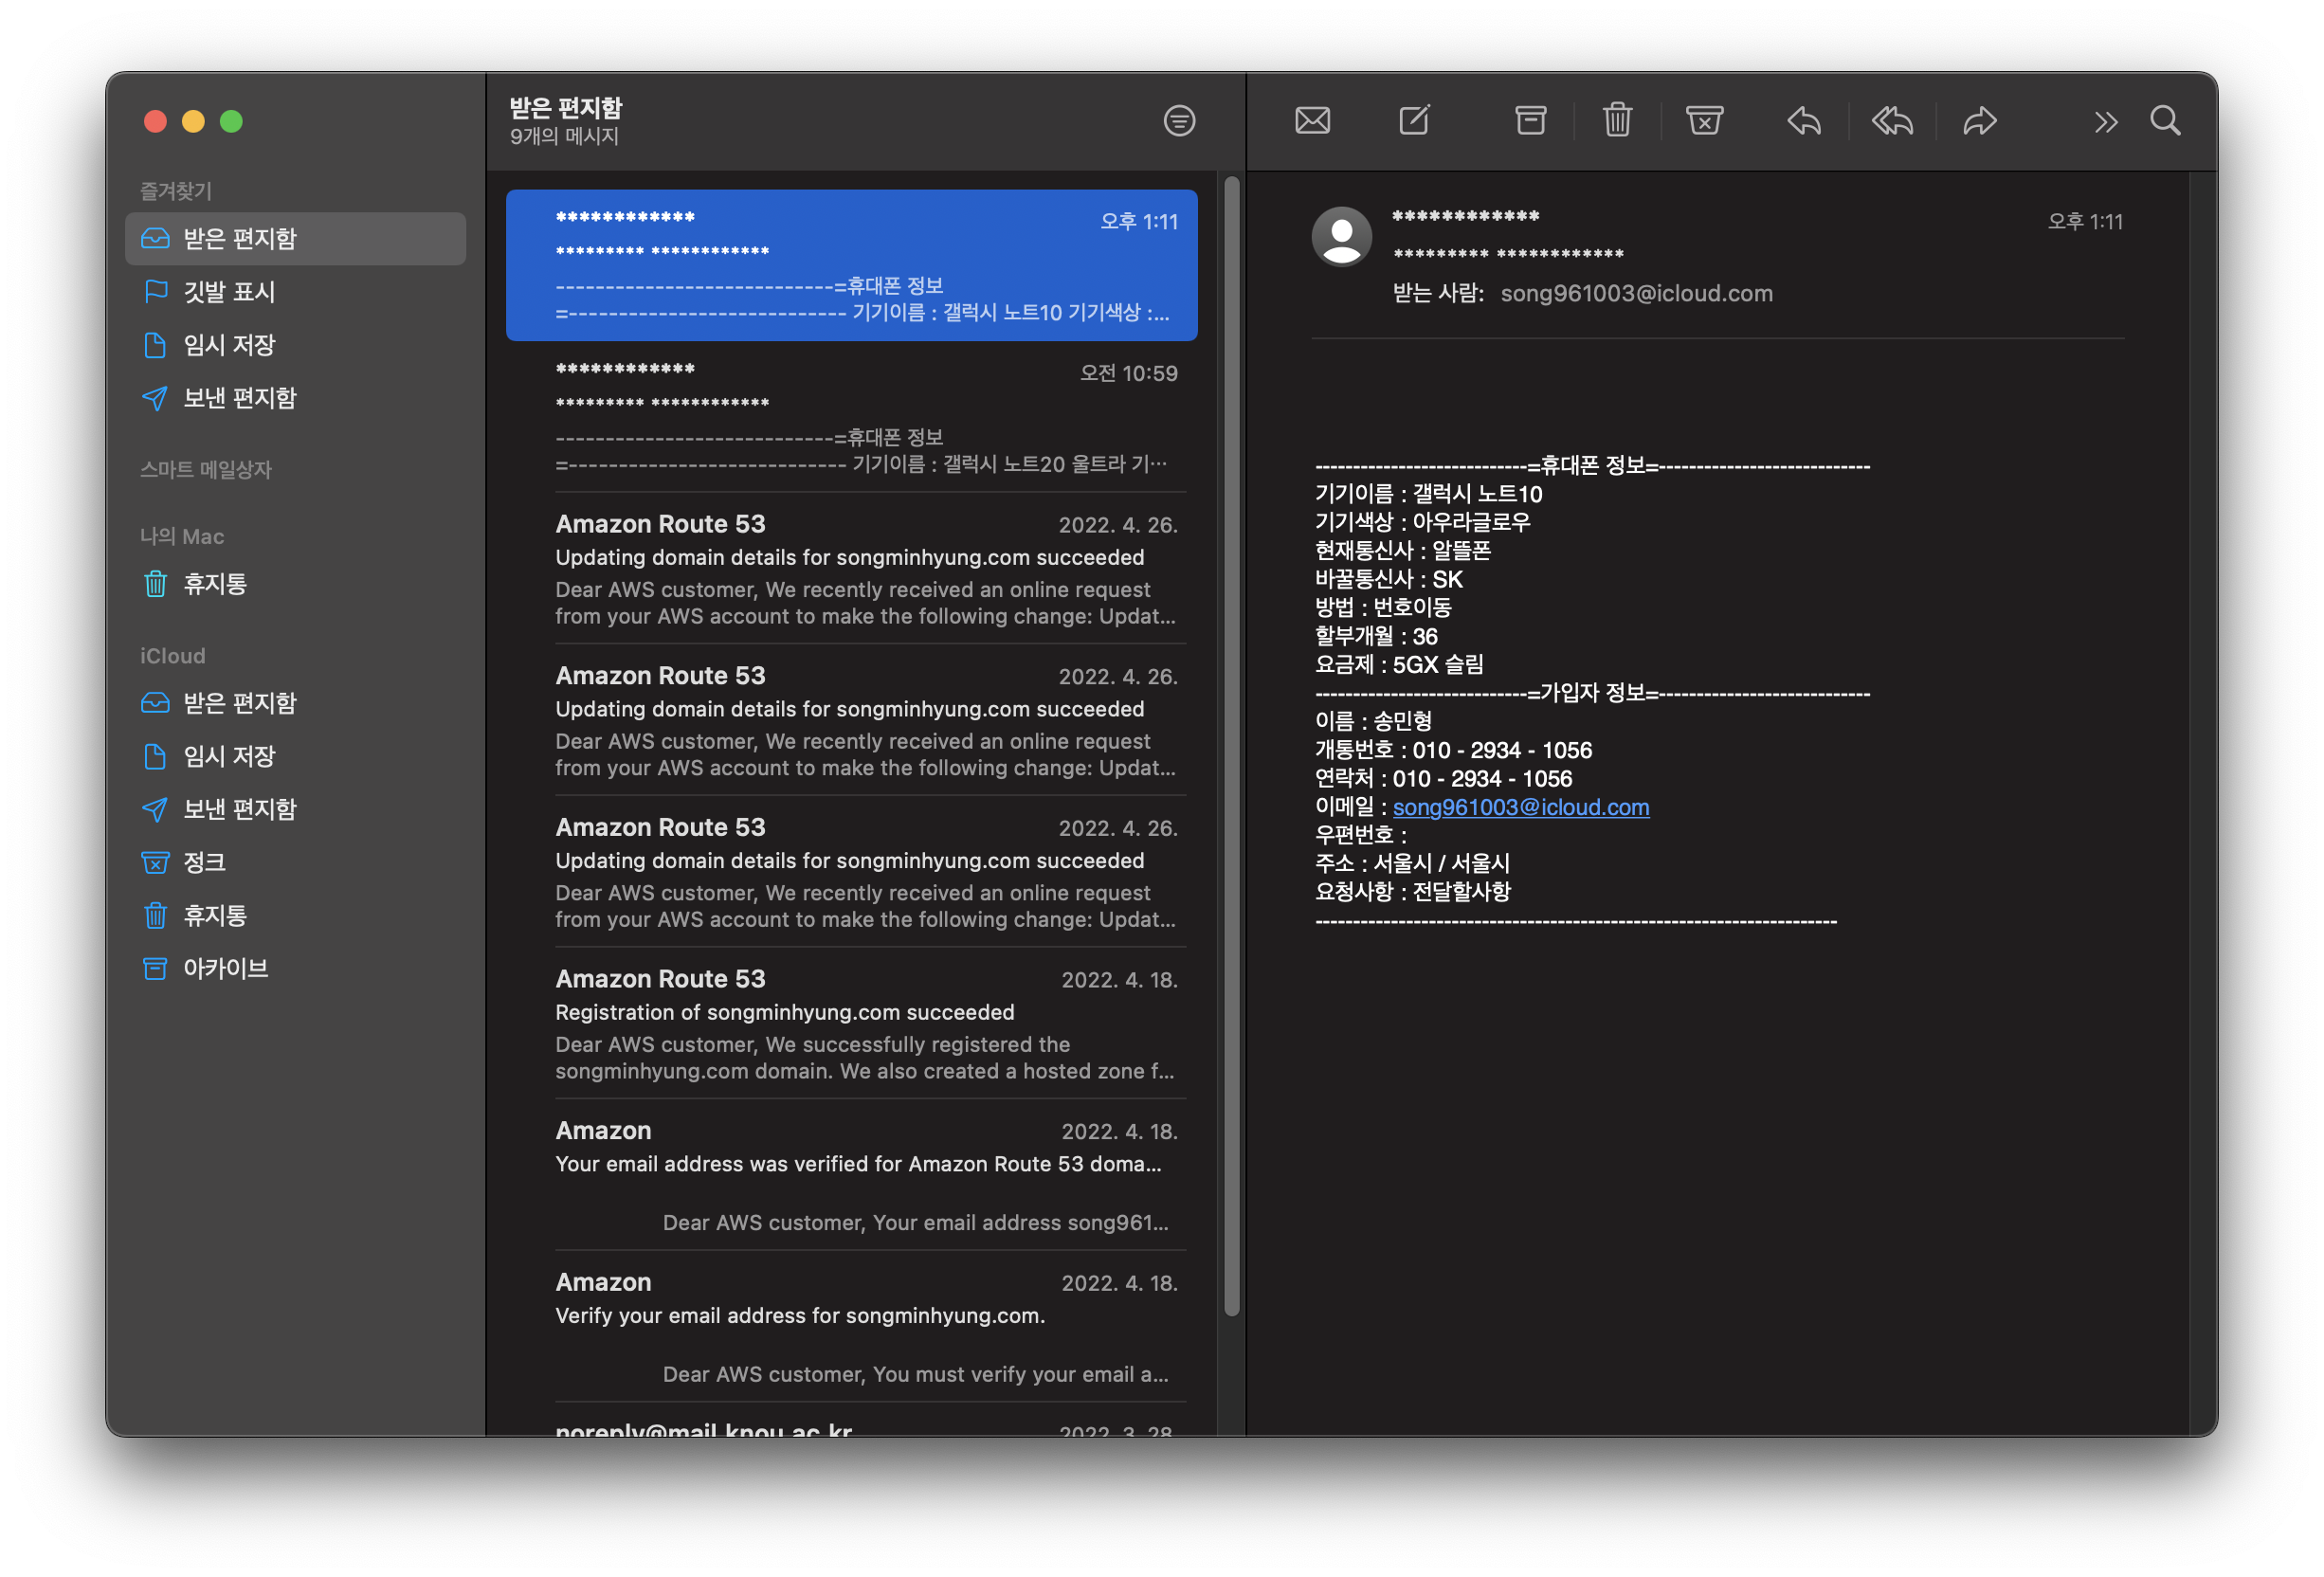 즐겨찾기
받은 편지함
깃발 표시
임시 저장
보낸 편지함
스마트 메일상자
나의 Mac
휴지통
iCloud
받은 편지함
임시 저장
보낸 편지함
정크
휴지통
아카이브
받은 편지함
9개의 메시지
************ 오후 1:11
********* ************
----------------------------=휴대폰 정보
=---------------------------- 기기이름 : 갤럭시 노트10 기기색상 :...
************ 오전 10:59
********* ************
----------------------------=휴대폰 정보
=---------------------------- 기기이름 : 갤럭시 노트20 울트라 기...
Amazon Route 53 2022. 4. 26.
Updating domain details for songminhyung.com succeeded
Dear AWS customer, We recently received an online request
from your AWS account to make the following change: Updat...
Amazon Route 53 2022. 4. 26.
Updating domain details for songminhyung.com succeeded
Dear AWS customer, We recently received an online request
from your AWS account to make the following change: Updat...
Amazon Route 53 2022. 4. 26.
Updating domain details for songminhyung.com succeeded
Dear AWS customer, We recently received an online request
from your AWS account to make the following change: Updat...
Amazon Route 53 2022. 4. 18.
Registration of songminhyung.com succeeded
Dear AWS customer, We successfully registered the
songminhyung.com domain. We also created a hosted zone f...
Amazon 2022. 4. 18.
Your email address was verified for Amazon Route 53 doma...
Dear AWS customer, Your email address song961...
Amazon 2022. 4. 18.
Verify your email address for songminhyung.com.
Dear AWS customer, You must verify your email a...
noreply@mail.knou.ac.kr 2022. 3. 28.
************ 오후 1:11
********* ************
받는 사람: song961003@icloud.com
----------------------------=휴대폰 정보=----------------------------
기기이름 : 갤럭시 노트10
기기색상 : 아우라글로우
현재통신사 : 알뜰폰
바꿀통신사 : SK
방법 : 번호이동
할부개월 : 36
요금제 : 5GX 슬림
----------------------------=가입자 정보=----------------------------
이름 : 송민형
개통번호 : 010 - 2934 - 1056
연락처 : 010 - 2934 - 1056
이메일 : song961003@icloud.com
우편번호 :
주소 : 서울시 / 서울시
요청사항 : 전달할사항
---------------------------------------------------------------------